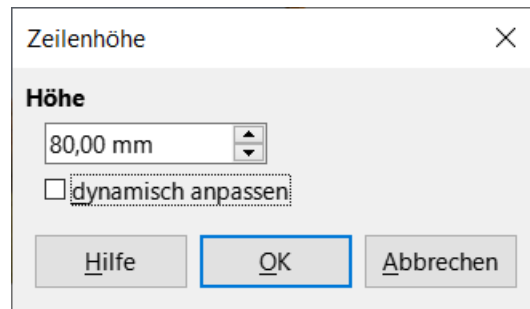 Zeilenhöhe
Höhe
80,00 mm
dynamisch anpassen
Hilfe OK Abbrechen